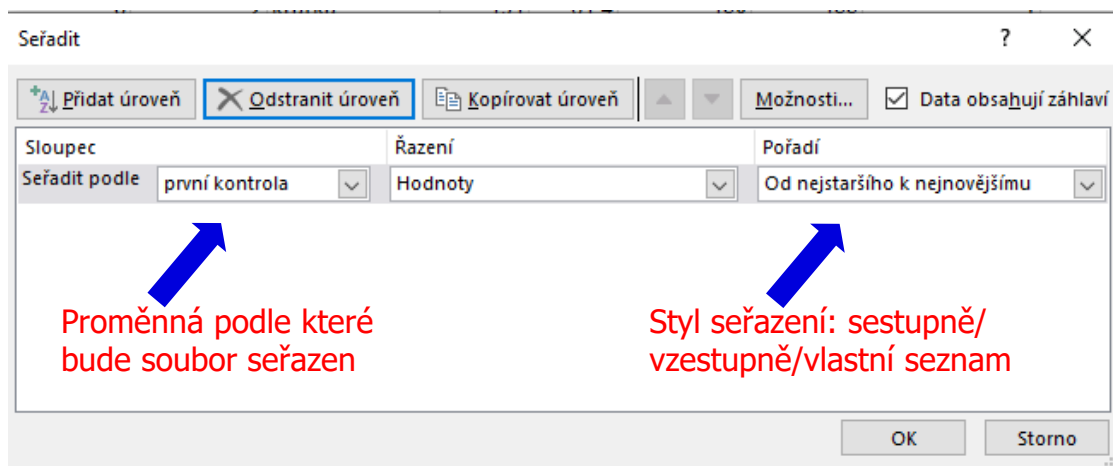 Seřadit ?
Přidat úroveň Odstranit úroveň Kopírovat úroveň Možnosti... Data obsahují záhlaví
Sloupec Řazení Pořadí
Seřadit podle první kontrola Hodnoty Od nejstaršího k nejnovějšímu
Proměnná podle které
bude soubor seřazen
Styl seřazení: sestupně/
vzestupně/vlastní seznam
OK Storno